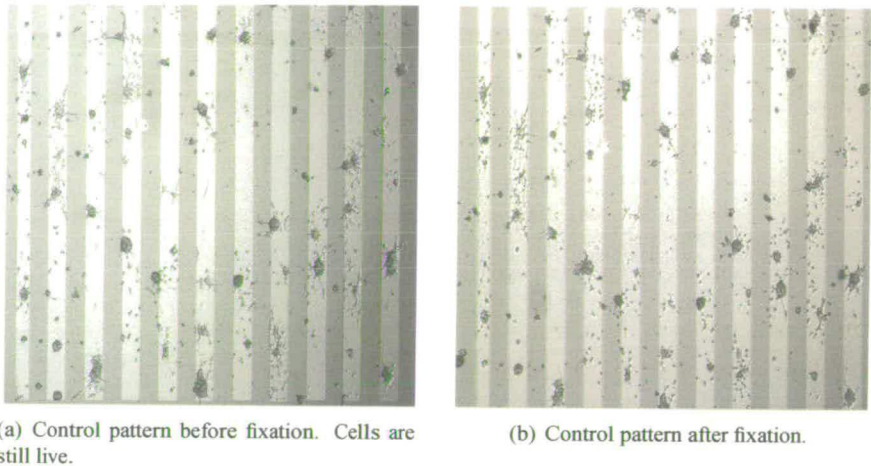 (a) Control pattern before fixation. Cells are
still live.
(b) Control pattern after fixation.